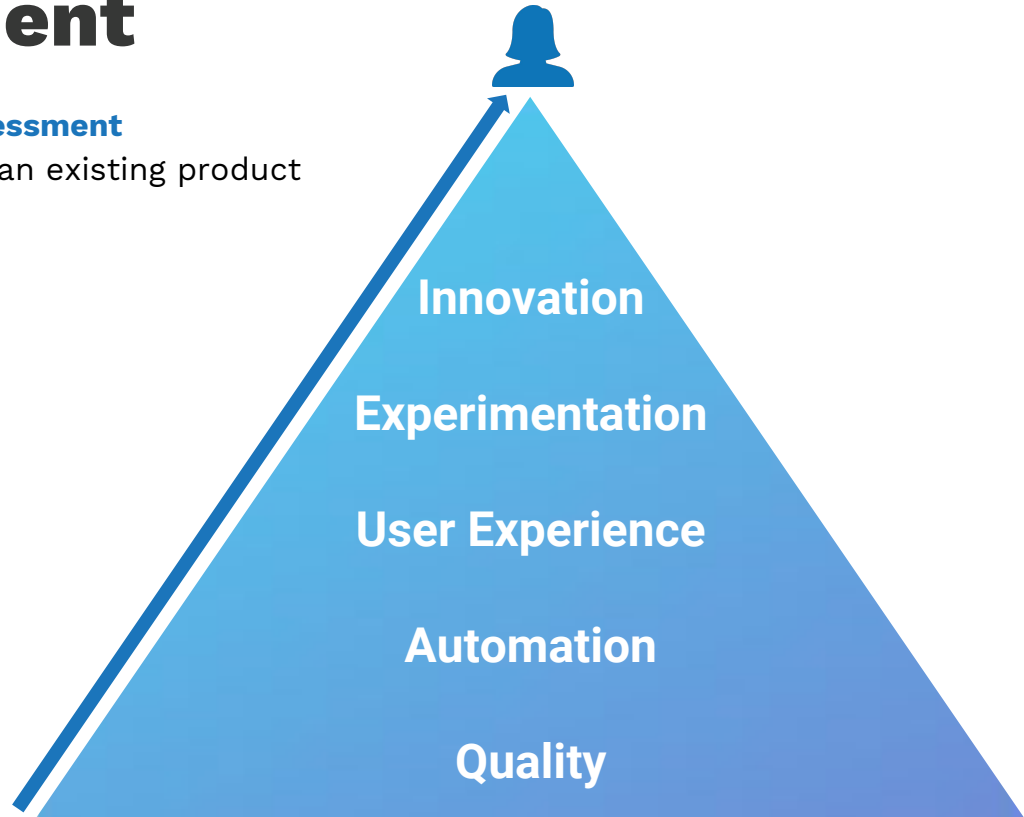 ent
essment
an existing product
Innovation
Experimentation
User Experience
Automation
Quality